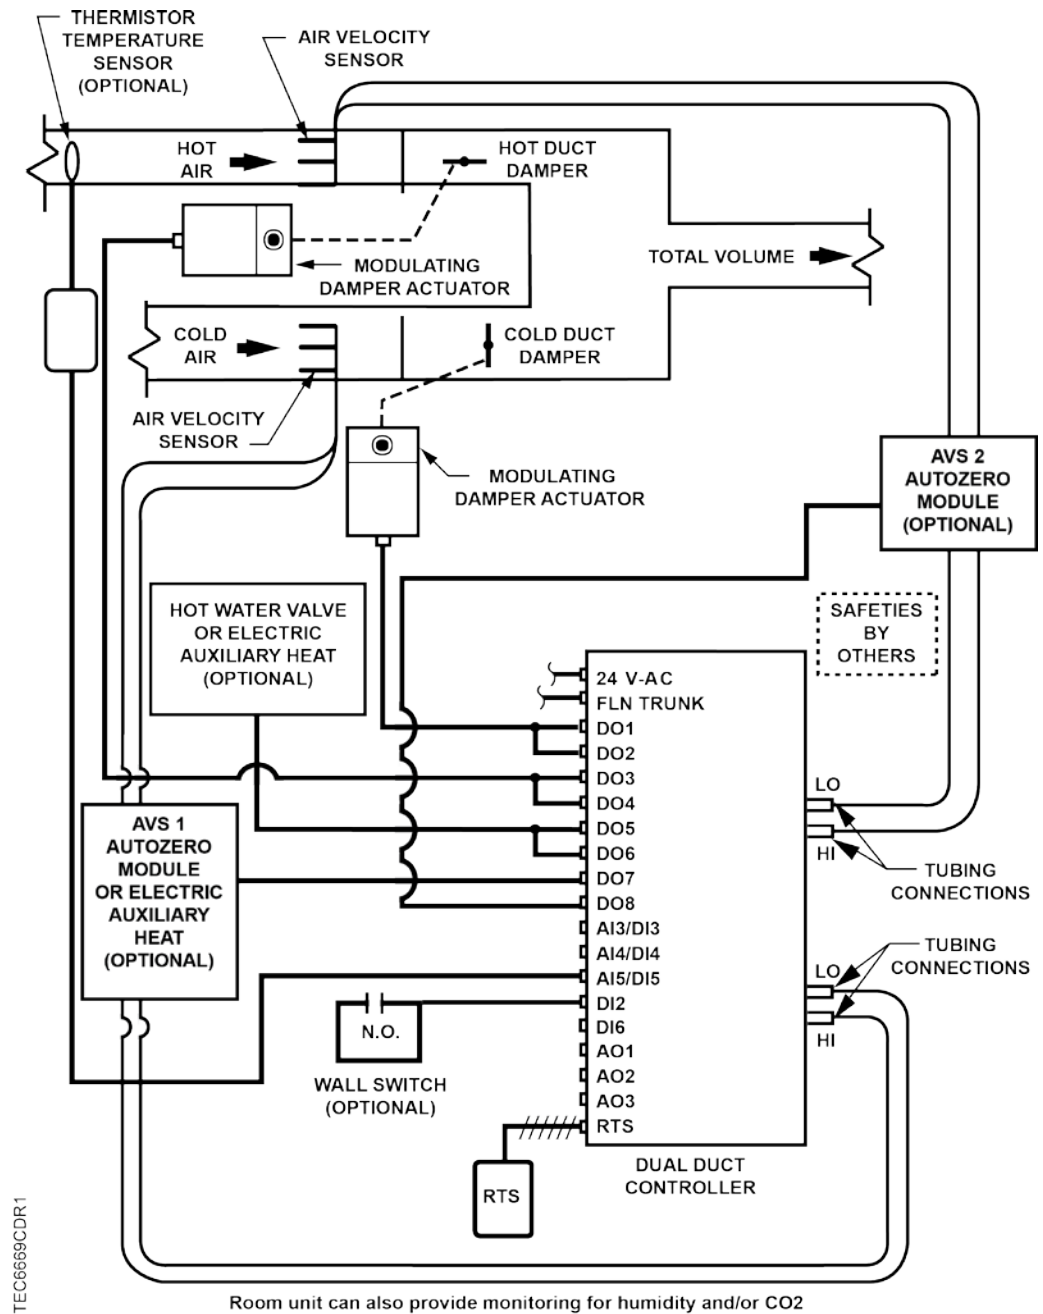 THERMISTOR
TEMPERATURE
SENSOR
(OPTIONAL)
AIR VELOCITY
SENSOR
HOT
AIR
HOT DUCT
DAMPER
MODULATING
DAMPER ACTUATOR
TOTAL VOLUME
COLD
AIR
COLD DUCT
DAMPER
AIR VELOCITY
SENSOR
MODULATING
DAMPER ACTUATOR
AVS 2
AUTOZERO
MODULE
(OPTIONAL)
HOT WATER VALVE
OR ELECTRIC
AUXILIARY HEAT
(OPTIONAL)
SAFETIES
BY
OTHERS
24 V-AC
FLN TRUNK
DO1
DO2
DO3
DO4
DO5
DO6
DO7
DO8
AI3/DI3
AI4/DI4
AI5/DI5
DI2
DI6
AO1
AO2
AO3
RTS
LO
HI
TUBING
CONNECTIONS
AVS 1
AUTOZERO
MODULE
OR ELECTRIC
AUXILIARY
HEAT
(OPTIONAL)
TUBING
CONNECTIONS
LO
HI
N.O.
WALL SWITCH
(OPTIONAL)
DUAL DUCT
CONTROLLER
RTS
TEC6669CDR1
Room unit can also provide monitoring for humidity and/or CO2